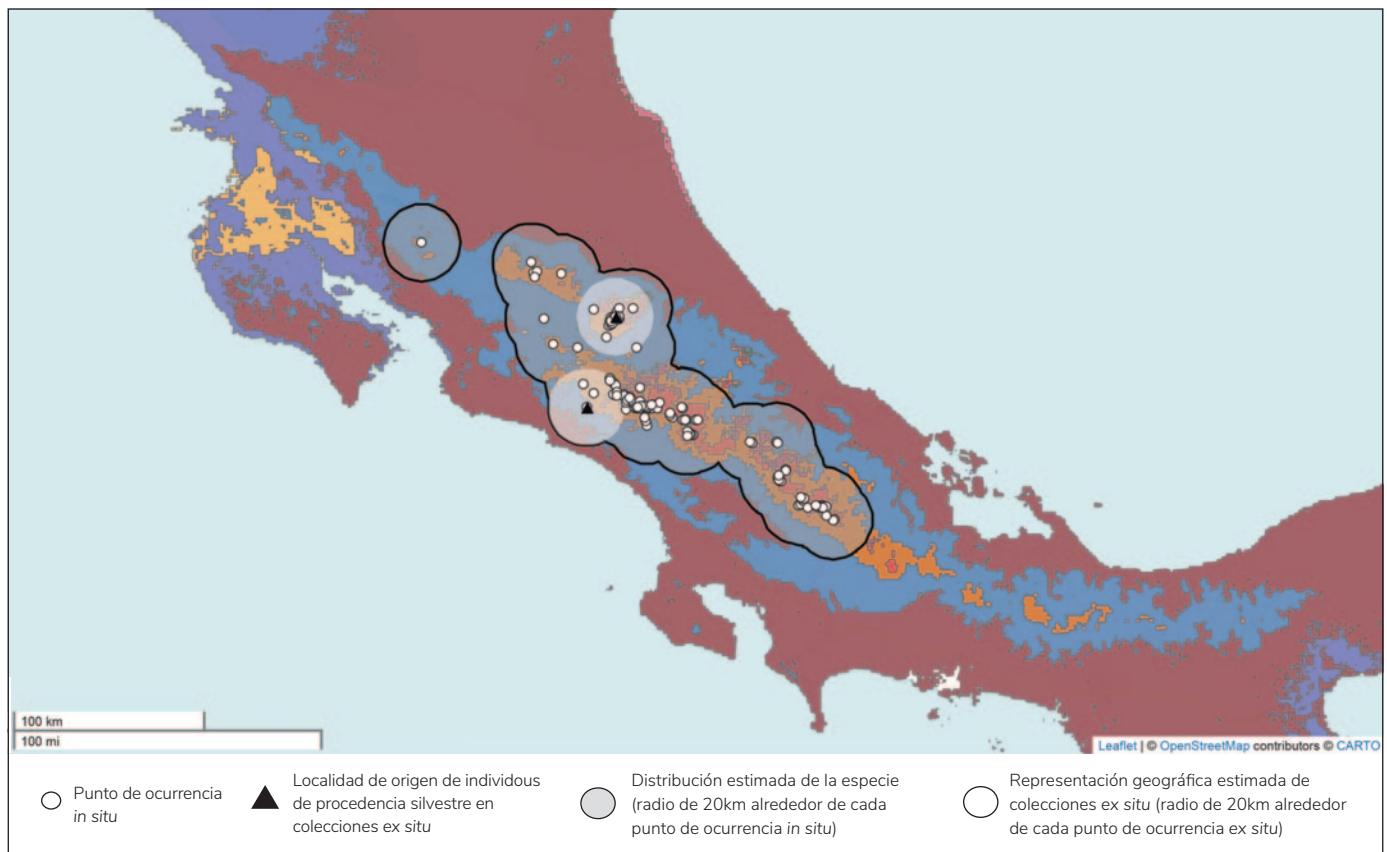 100 km
100 mi
Leaflet | © OpenStreetMap contributors © CARTO
Punto de ocurrencia
in situ
Localidad de origen de individous
de procedencia silvestre en
colecciones ex situ
Distribución estimada de la especie
(radio de 20km alrededor de cada
punto de ocurrencia in situ)
Representación geográfica estimada de
colecciones ex situ (radio de 20km alrededor
de cada punto de ocurrencia ex situ)